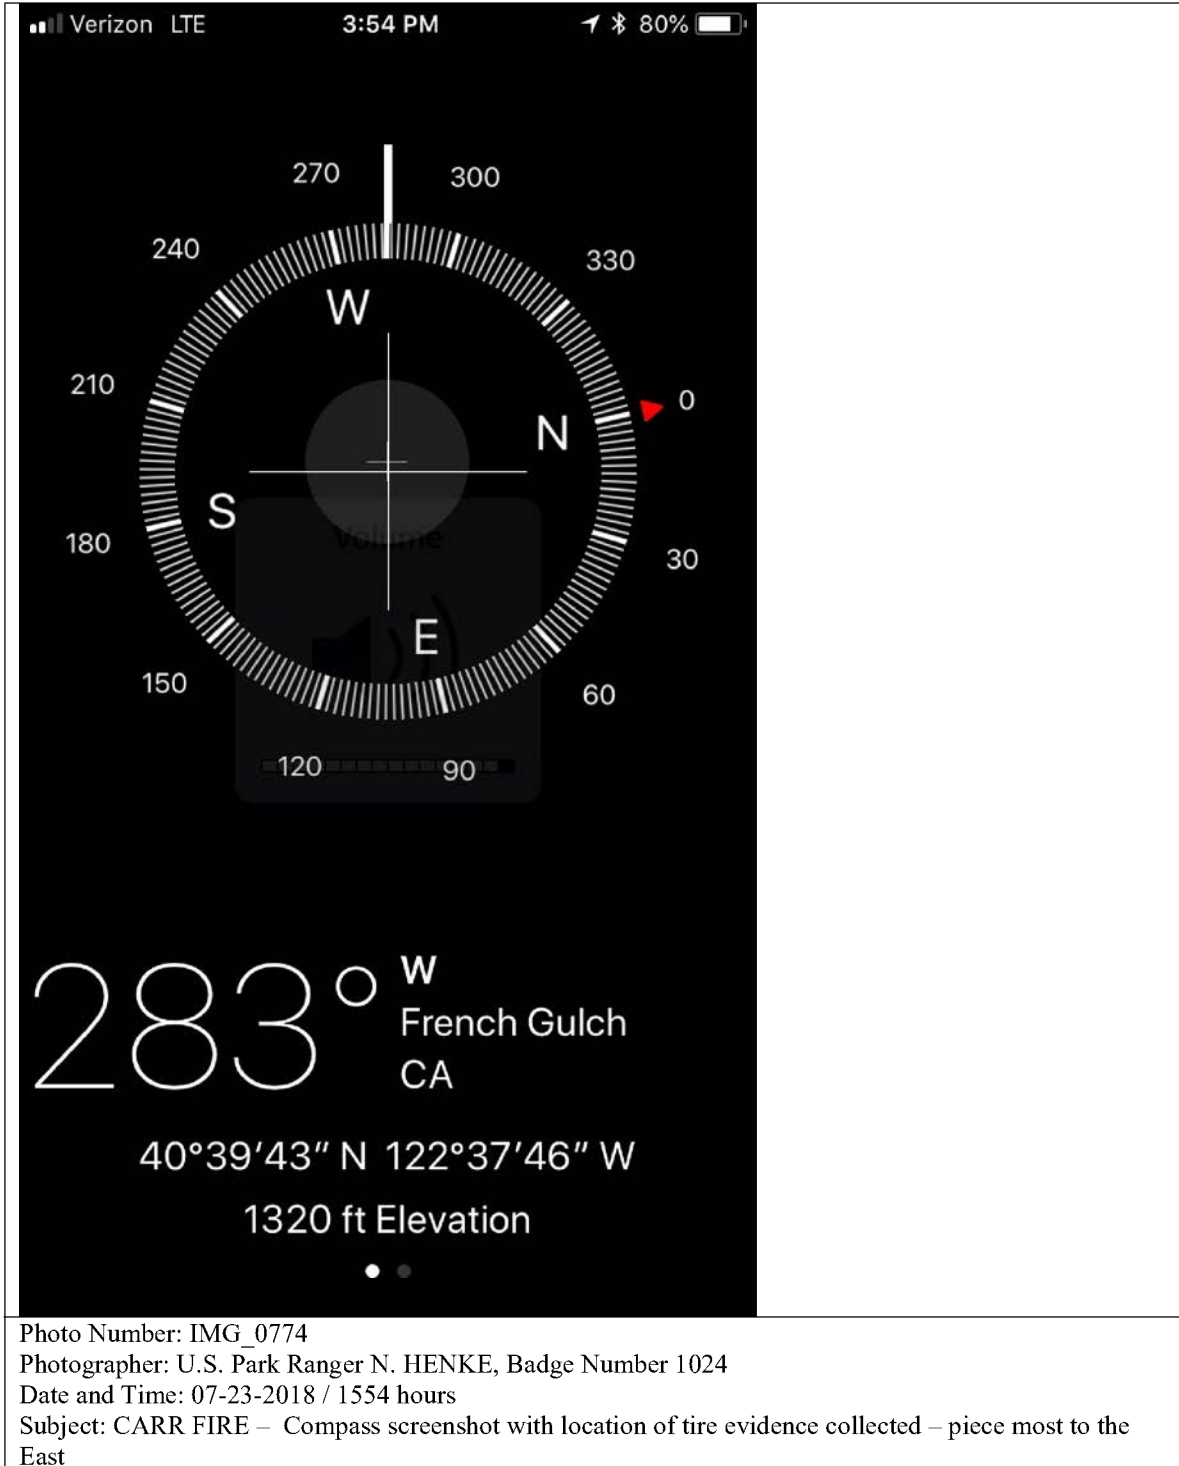 Verizon LTE 3:54 PM 80%
270 300
240 330
W
210 0
N
S
Volume
180 30
E
150 60
120 90
283° W
French Gulch
CA
40°39′43″ N 122°37′46″ W
1320 ft Elevation
Photo Number: IMG_0774
Photographer: U.S. Park Ranger N. HENKE, Badge Number 1024
Date and Time: 07-23-2018 / 1554 hours
Subject: CARR FIRE – Compass screenshot with location of tire evidence collected – piece most to the
East